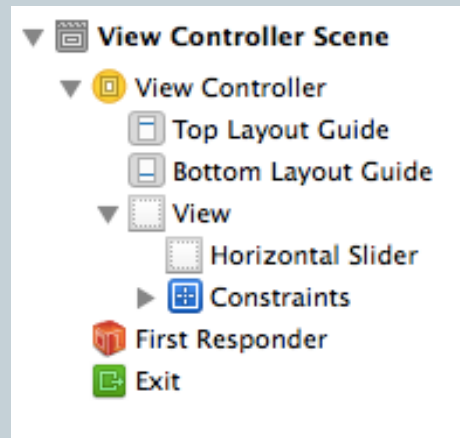 View Controller Scene
View Controller
Top Layout Guide
Bottom Layout Guide
View
Horizontal Slider
Constraints
First Responder
Exit